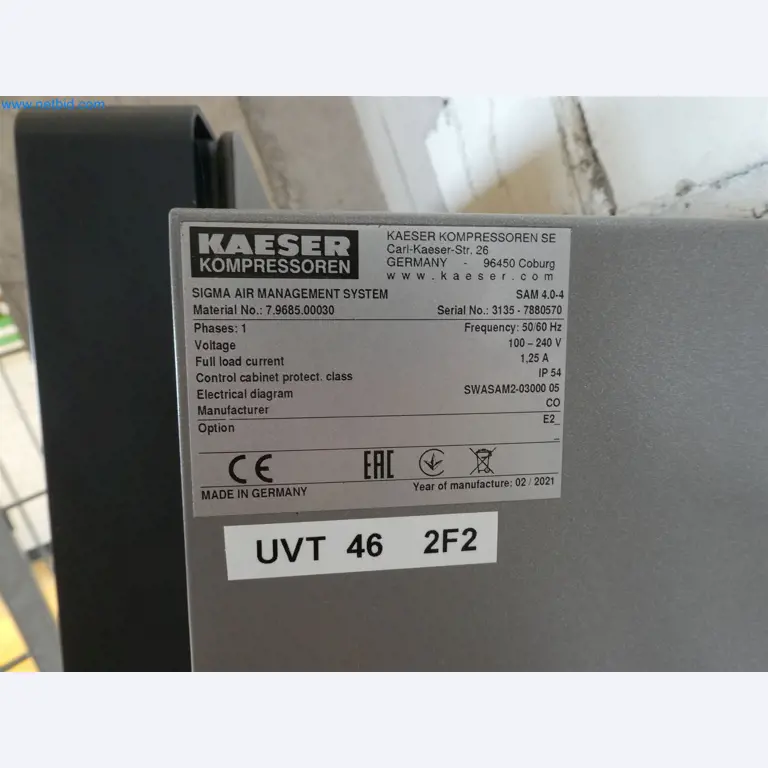 www.netbid.com
KAESER
KOMPRESSOREN
KAESER KOMPRESSOREN SE
Carl-Kaeser-Str. 26
GERMANY - 96450 Coburg
www.kaeser.com
SIGMA AIR MANAGEMENT SYSTEM SAM 4.0-4
Material No.: 7.9685.00030 Serial No.: 3135 - 7880570
Phases: 1 Frequency: 50/60 Hz
Voltage 100 – 240 V
Full load current 1,25 A
Control cabinet protect. class IP 54
Electrical diagram SWASAM2-03000 05
Manufacturer CO
Option E2_
_
CE EAC
MADE IN GERMANY Year of manufacture: 02 / 2021
UVT 46 2F2